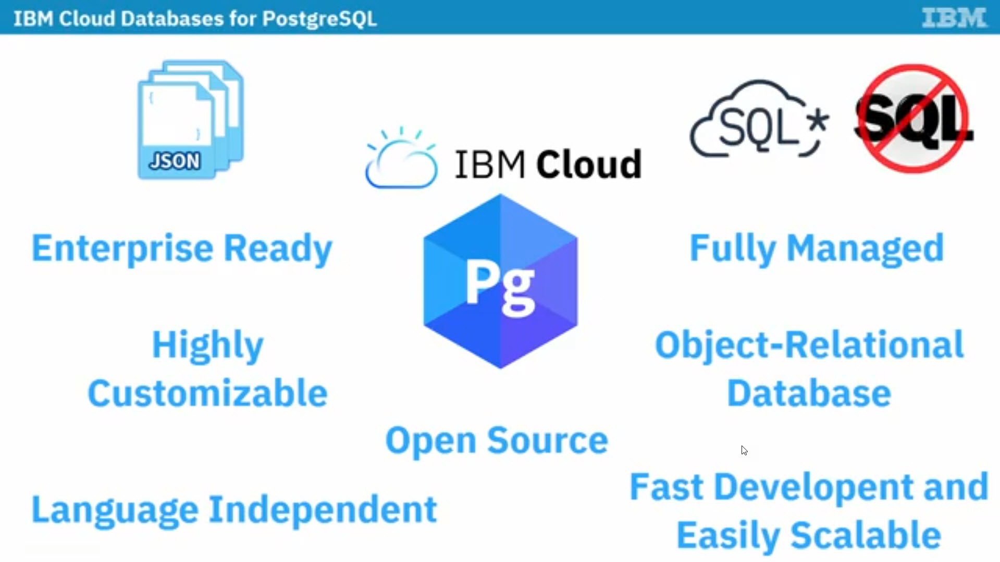 IBM Cloud Databases for PostgreSQL
IBM
{
}
JSON
IBM Cloud
SQL*
SQL
Enterprise Ready
Pg
Fully Managed
Highly
Customizable
Object-Relational
Database
Open Source
Language Independent
Fast Developent and
Easily Scalable